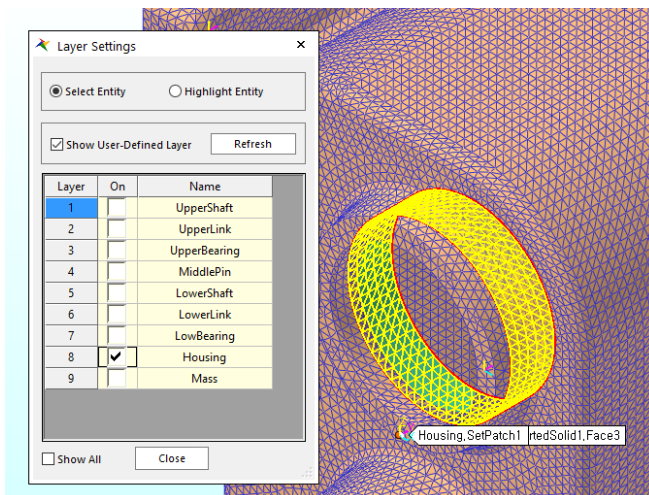 Layer Settings
Select Entity
Highlight Entity
Show User-Defined Layer
Refresh
Layer On Name
1 UpperShaft
2 UpperLink
3 UpperBearing
4 MiddlePin
5 LowerShaft
6 LowerLink
7 LowBearing
8 Housing
9 Mass
Show All
Close
Housing,SetPatch1
rtedSolid1,Face3